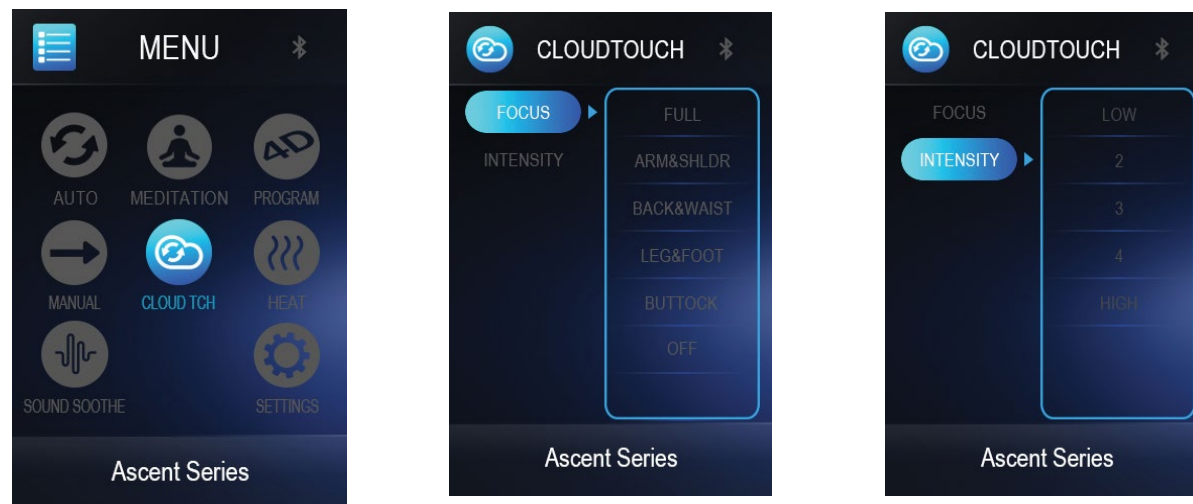 MENU
AUTO
MEDITATION
4D
PROGRAM
MANUAL
CLOUD TCH
HEAT
SOUND SOOTHE
SETTINGS
Ascent Series
CLOUDTOUCH
FOCUS
INTENSITY
FULL
ARM&SHLDR
BACK&WAIST
LEG&FOOT
BUTTOCK
OFF
Ascent Series
CLOUDTOUCH
FOCUS
INTENSITY
LOW
2
3
4
HIGH
Ascent Series